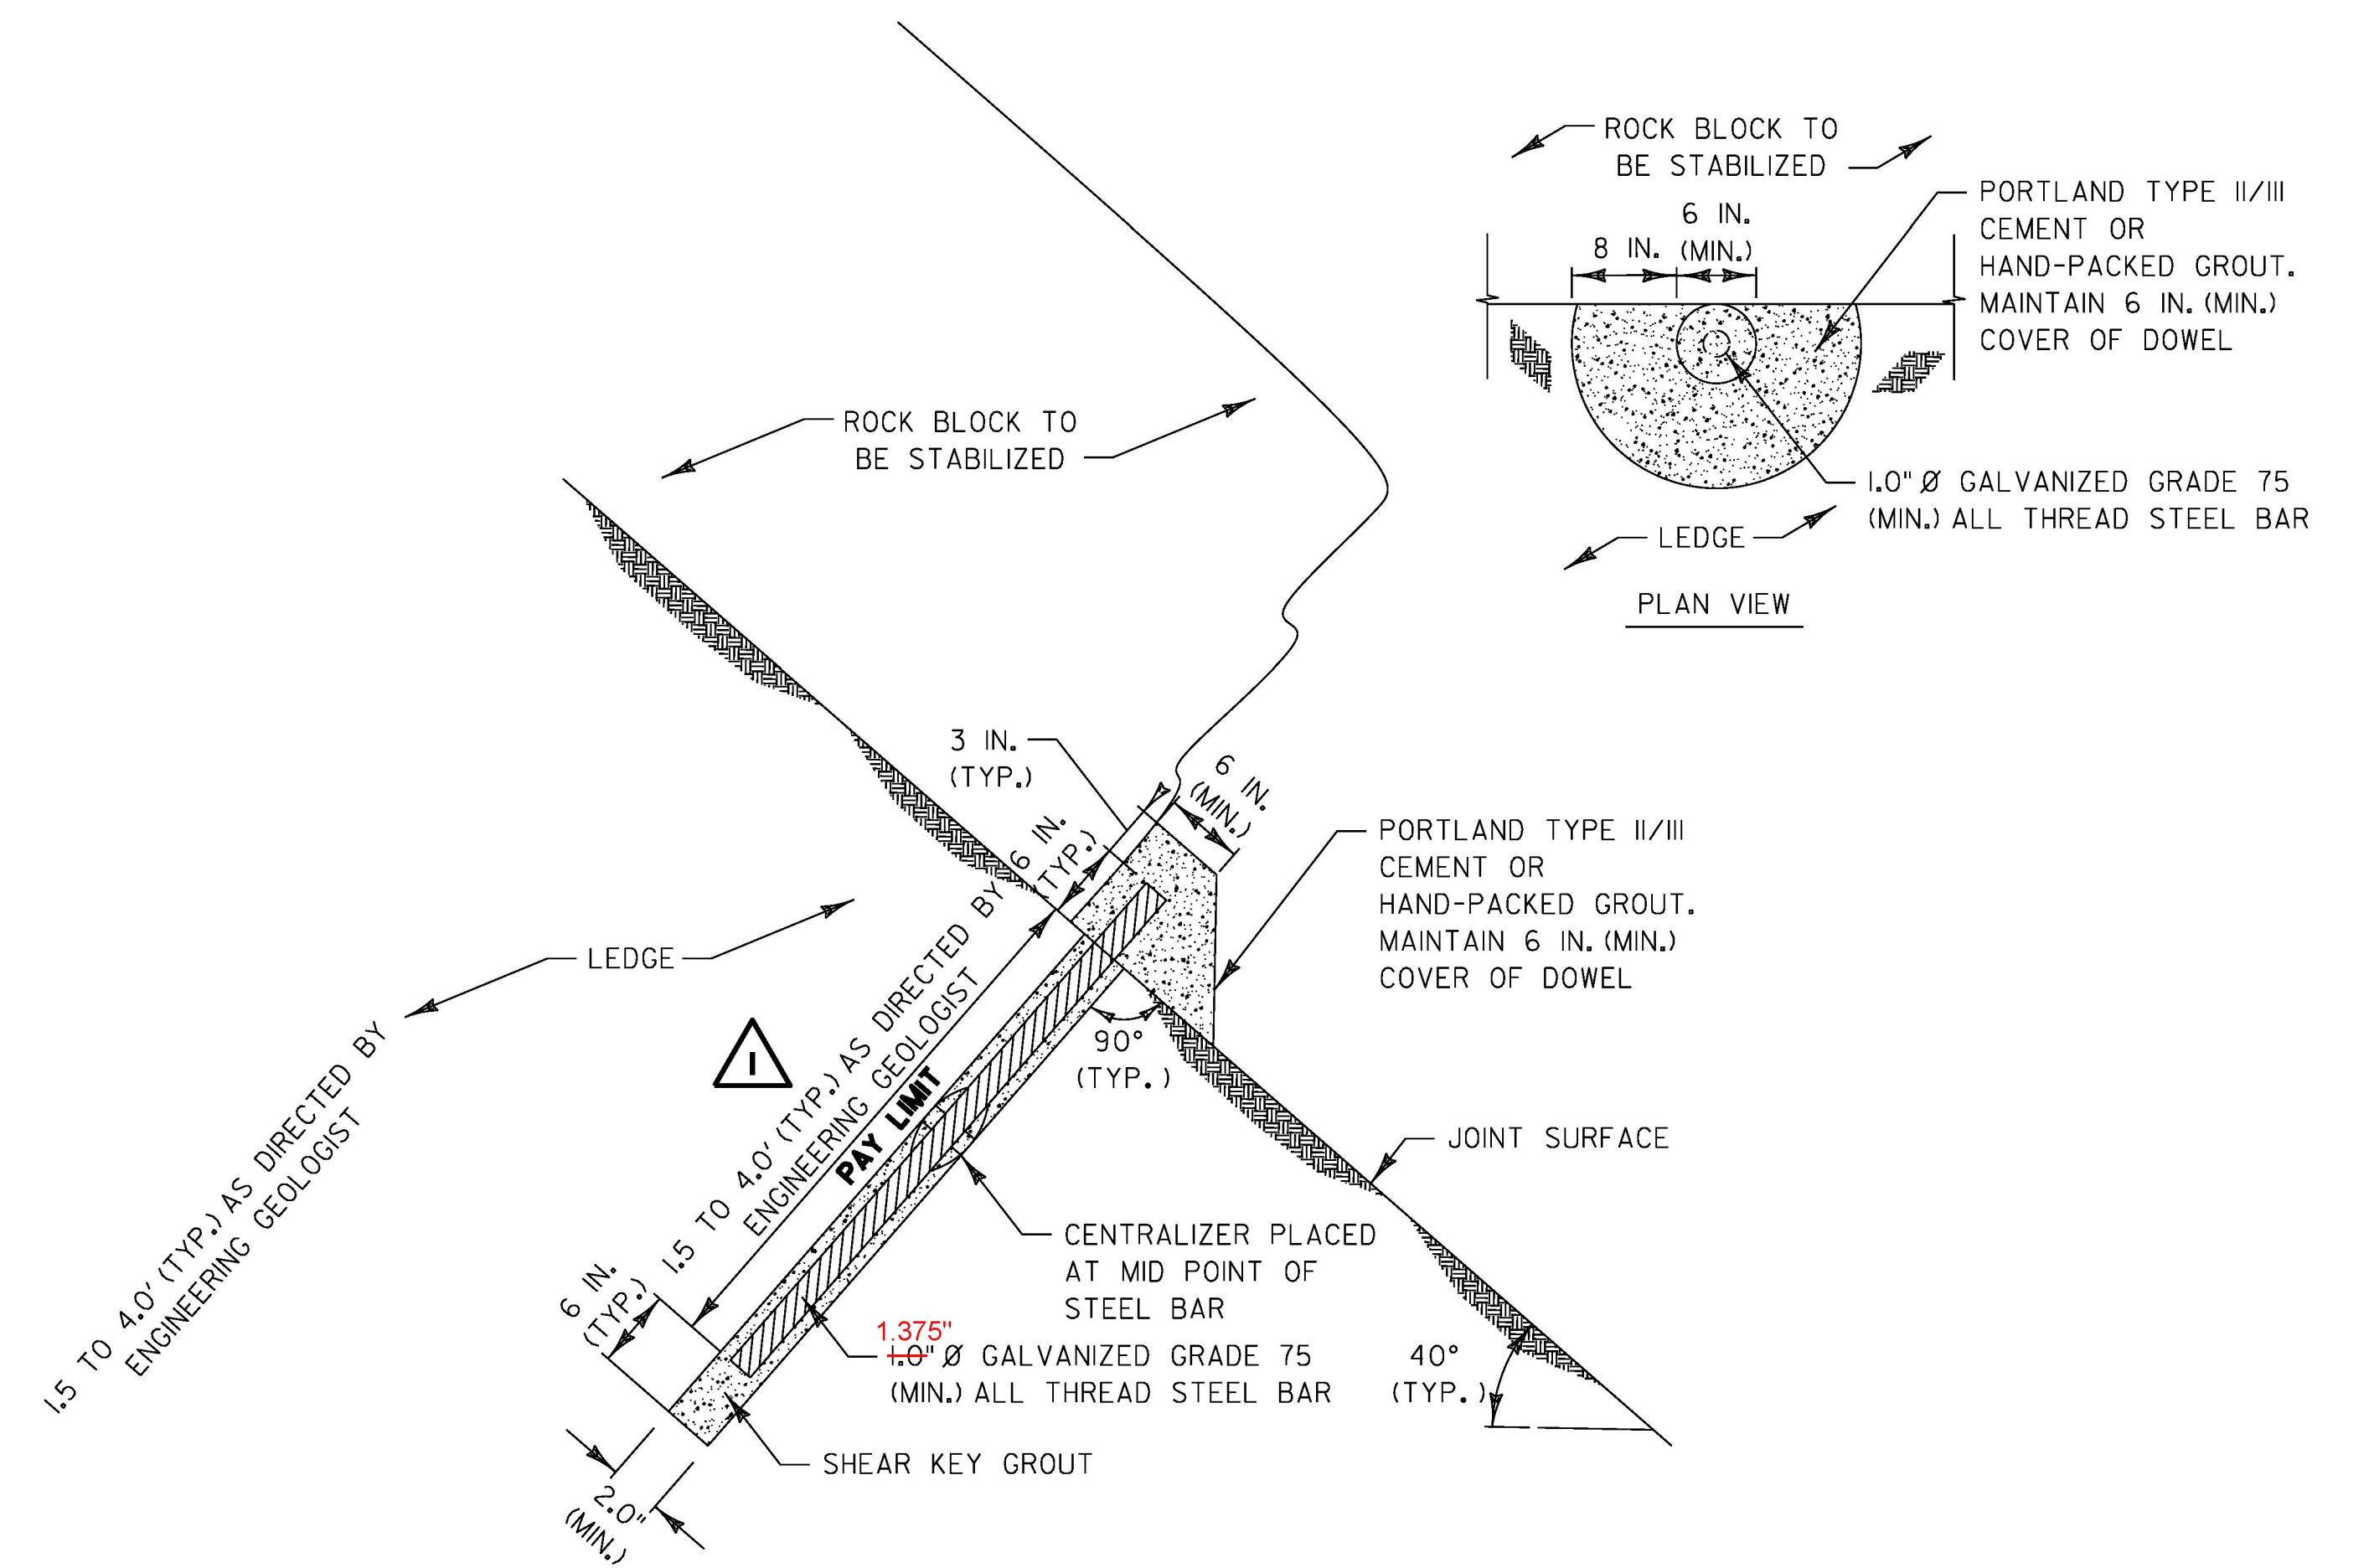 ROCK BLOCK TO
BE STABILIZED
6 IN.
(MIN.)
8 IN.
PORTLAND TYPE II/III
CEMENT OR
HAND-PACKED GROUT.
MAINTAIN 6 IN. (MIN.)
COVER OF DOWEL
1.0" Ø GALVANIZED GRADE 75
(MIN.) ALL THREAD STEEL BAR
LEDGE
PLAN VIEW
ROCK BLOCK TO
BE STABILIZED
3 IN.
(TYP.)
6 IN.
(MIN.)
6 IN.
(TYP.)
PORTLAND TYPE II/III
CEMENT OR
HAND-PACKED GROUT.
MAINTAIN 6 IN. (MIN.)
COVER OF DOWEL
LEDGE
1.5 TO 4.0' (TYP.) AS DIRECTED BY
ENGINEERING GEOLOGIST
1.5 TO 4.0' (TYP.) AS DIRECTED BY
ENGINEERING GEOLOGIST
PAY LIMIT
1
90°
(TYP.)
JOINT SURFACE
CENTRALIZER PLACED
AT MID POINT OF
STEEL BAR
6 IN.
(TYP.)
1.375"
1.0" Ø GALVANIZED GRADE 75
(MIN.) ALL THREAD STEEL BAR
40°
(TYP.)
SHEAR KEY GROUT
2.0"
(MIN.)